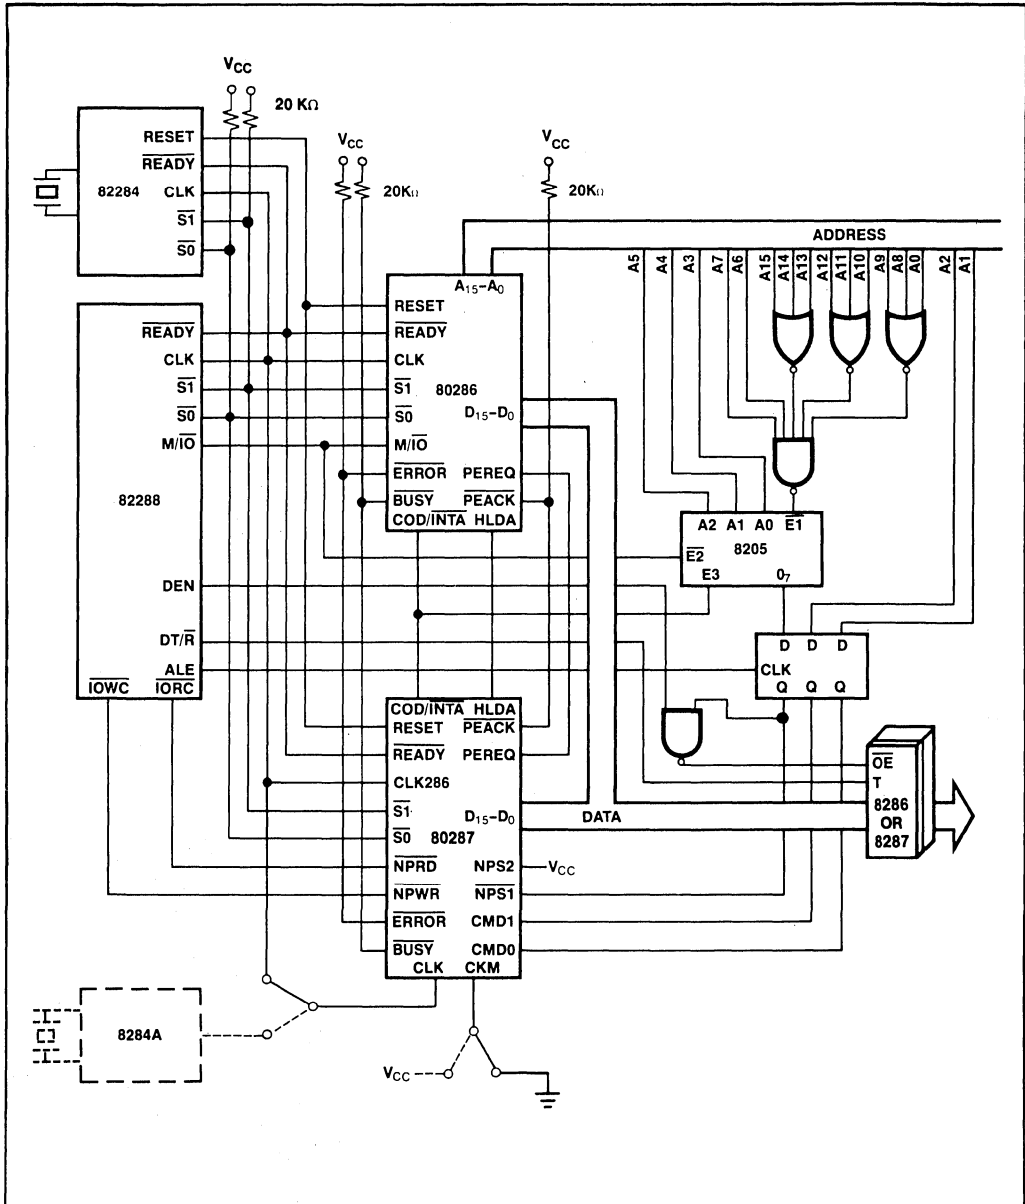 VCC
20 KΩ
RESET
READY
82284
CLK
S1
S0
VCC
20KΩ
VCC
20KΩ
ADDRESS
A5
A4
A3
A7
A6
A15
A14
A13
A12
A11
A10
A9
A8
A0
A2
A1
READY
CLK
S1
S0
M/IO
82288
DEN
DT/R
ALE
IOWC
IORC
A15–A0
RESET
READY
CLK
S1
80286
S0
D15–D0
M/IO
ERROR
PEREQ
BUSY
PEACK
COD/INTA HLDA
A2 A1 A0 E1
8205
E2
E3
07
D D D
CLK
Q Q Q
COD/INTA HLDA
RESET
PEACK
READY
PEREQ
CLK286
S1
D15–D0
S0
80287
NPRD
NPS2
VCC
NPWR
NPS1
ERROR
CMD1
BUSY
CMD0
CLK CKM
DATA
OE
T
8286
OR
8287
8284A
VCC